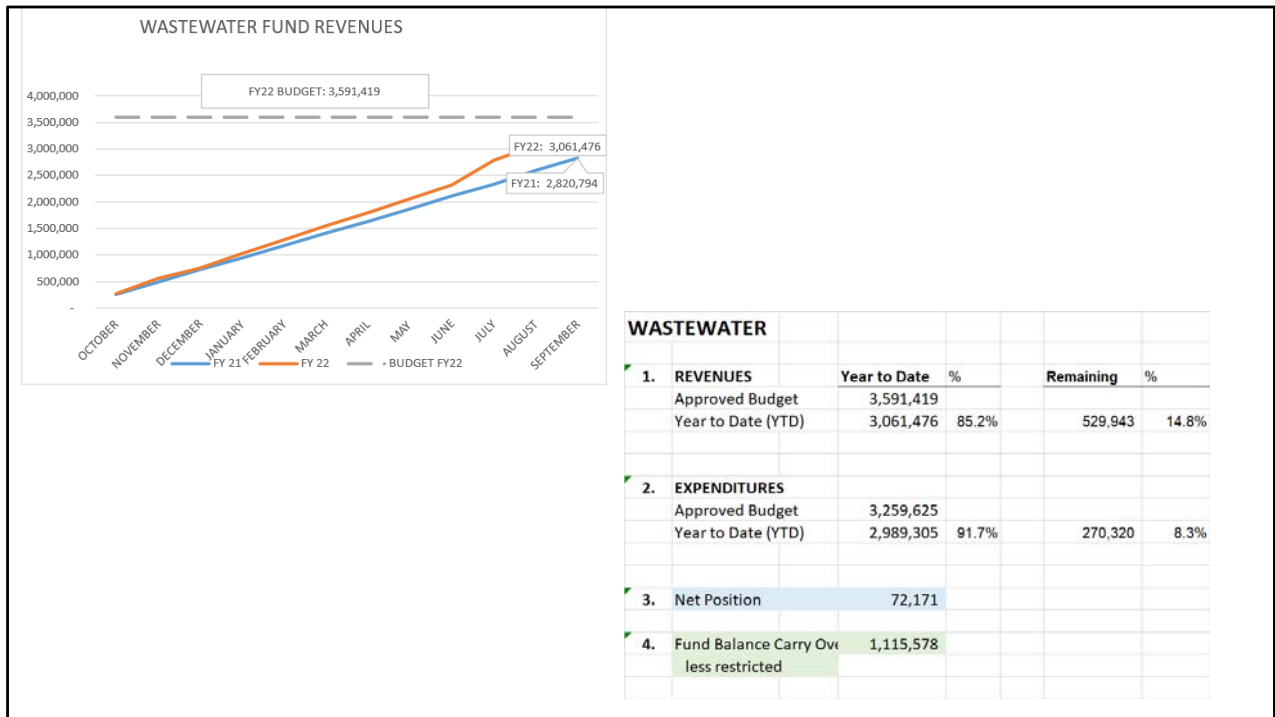 WASTEWATER FUND REVENUES
FY22 BUDGET: 3,591,419
4,000,000
3,500,000
3,000,000
2,500,000
2,000,000
1,500,000
1,000,000
500,000
-
FY22: 3,061,476
FY21: 2,820,794
OCTOBER
NOVEMBER
DECEMBER
JANUARY
FEBRUARY
MARCH
APRIL
MAY
JUNE
JULY
AUGUST
SEPTEMBER
FY 21 FY 22 BUDGET FY22
WASTEWATER
1. REVENUES Year to Date % Remaining %
Approved Budget 3,591,419
Year to Date (YTD) 3,061,476 85.2% 529,943 14.8%
2. EXPENDITURES
Approved Budget 3,259,625
Year to Date (YTD) 2,989,305 91.7% 270,320 8.3%
3. Net Position 72,171
4. Fund Balance Carry Ove 1,115,578
less restricted